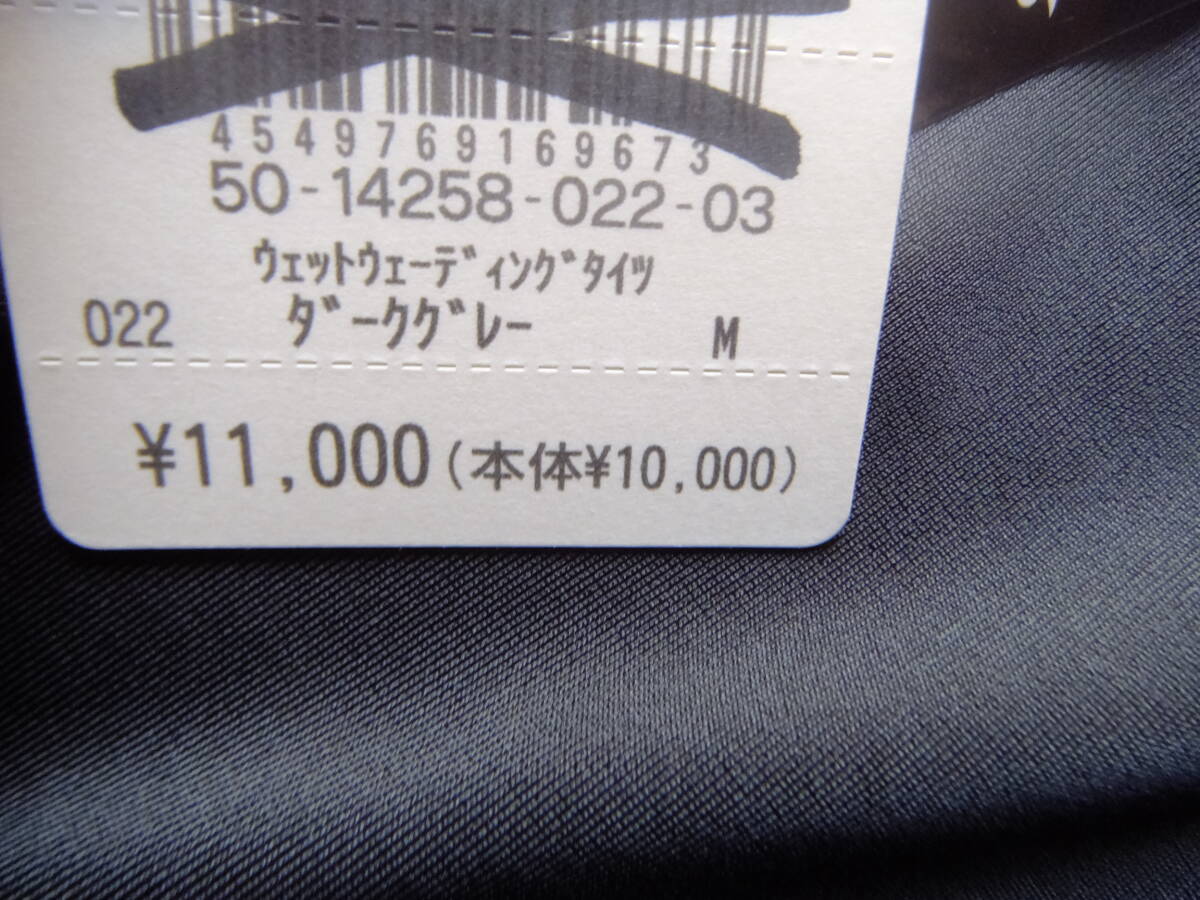 4549769169673
50-14258-022-03
ｳｪｯﾄｳｪｰﾃﾞｨﾝｸﾞﾀｲﾂ
022 ﾀﾞｰｸｸﾞﾚｰ M
¥11,000(本体¥10,000)